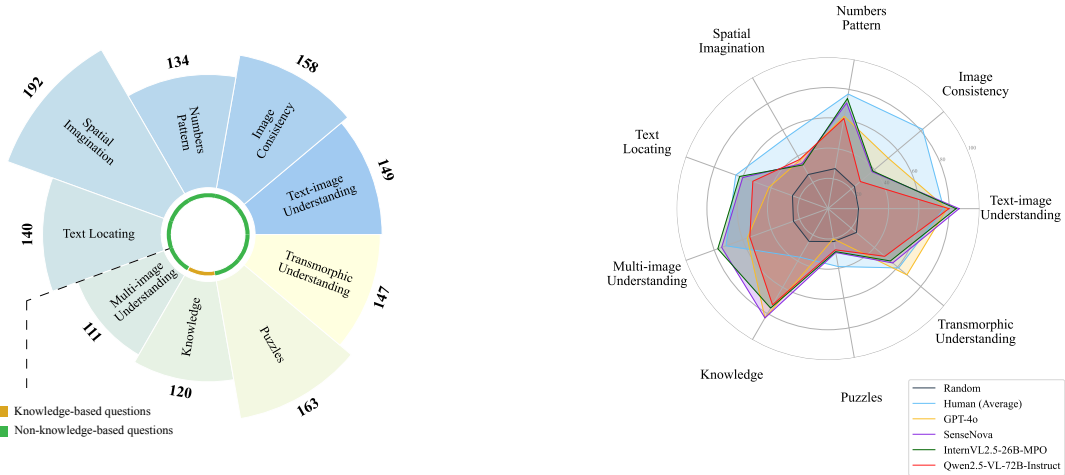 192
134
158
149
147
163
120
111
140
Spatial
Imagination
Numbers
Pattern
Image
Consistency
Text-image
Understanding
Transmorphic
Understanding
Puzzles
Knowledge
Multi-image
Understanding
Text Locating
Knowledge-based questions
Non-knowledge-based questions
Numbers
Pattern
Spatial
Imagination
Image
Consistency
Text
Locating
Text-image
Understanding
Multi-image
Understanding
Transmorphic
Understanding
Knowledge
Puzzles
100
80
Random
Human (Average)
GPT-4o
SenseNova
InternVL2.5-26B-MPO
Qwen2.5-VL-72B-Instruct